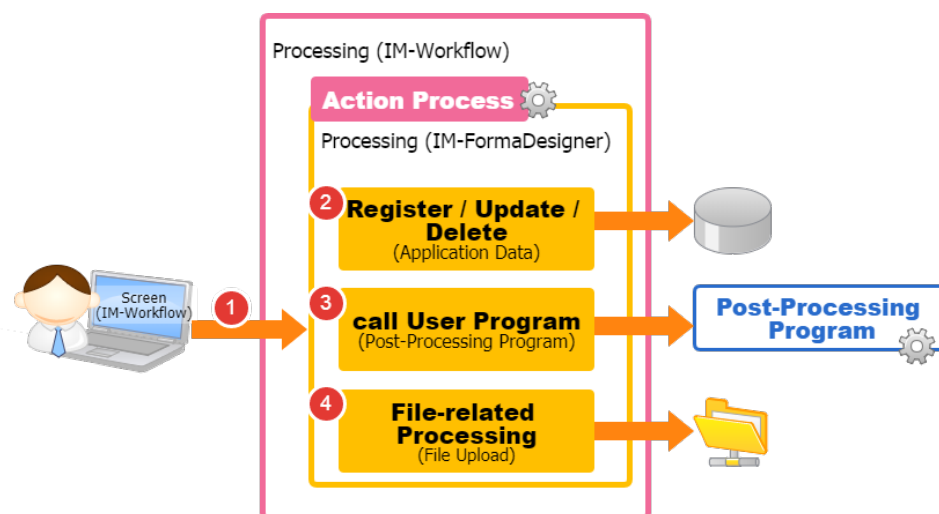 Processing (IM-Workflow)
Action Process
Processing (IM-FormaDesigner)
2
Register / Update /
Delete
(Application Data)
Screen
(IM-Workflow)
1
3
call User Program
(Post-Processing Program)
Post-Processing
Program
4
File-related
Processing
(File Upload)